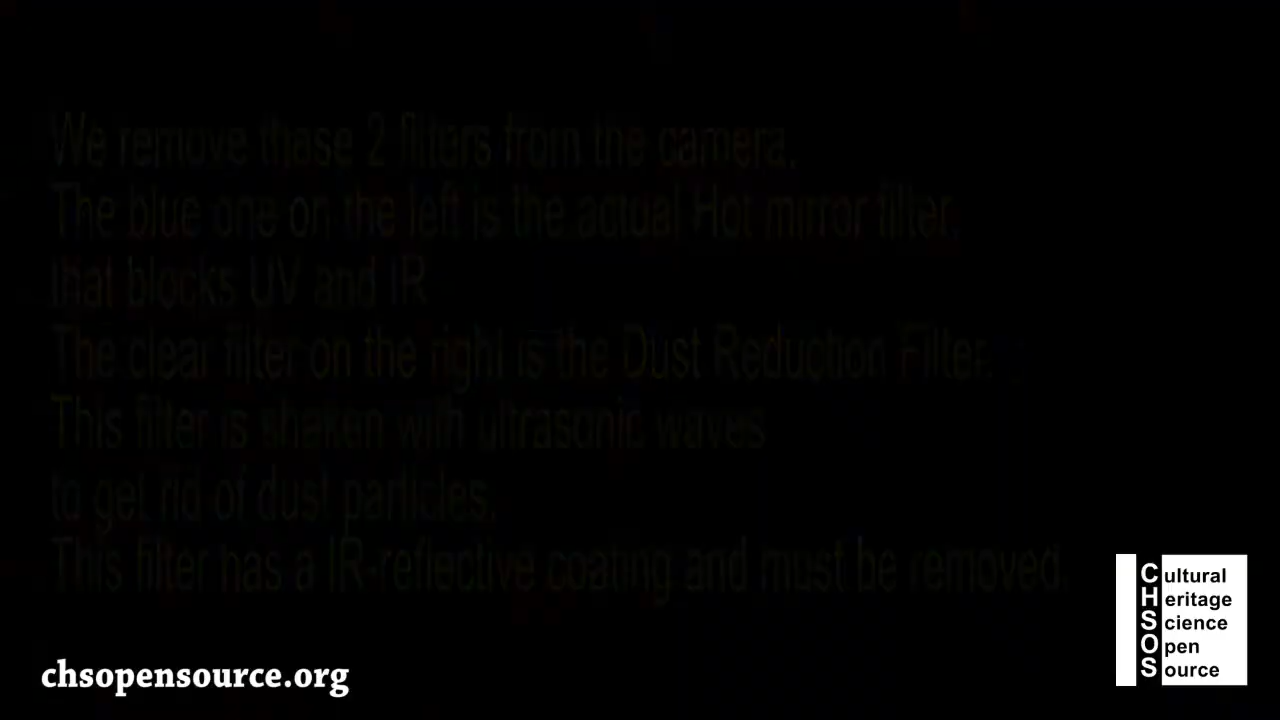 We remove these 2 filters from the camera.
The blue one on the left is the actual Hot mirror filter,
that blocks UV and IR
The clear filter on the right is the Dust Reduction Filter.
This filter is shaken with ultrasonic waves
to get rid of dust particles.
This filter has a IR-reflective coating and must be removed.
Cultural
Heritage
Science
Open
Source
chsopensource.org